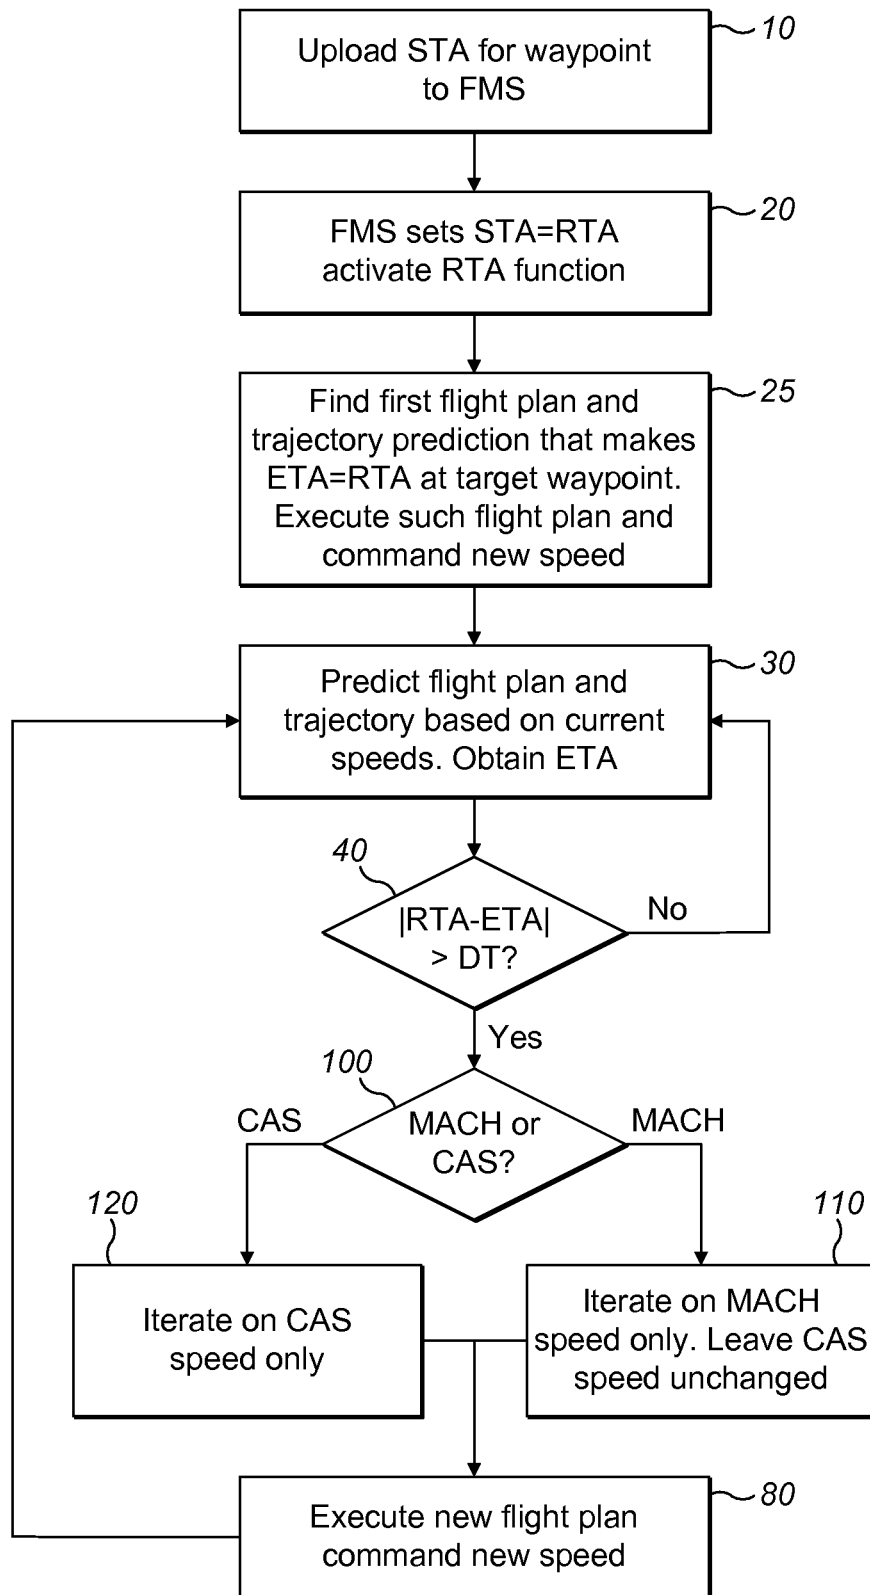 10
Upload STA for waypoint
to FMS
20
FMS sets STA=RTA
activate RTA function
25
Find first flight plan and
trajectory prediction that makes
ETA=RTA at target waypoint.
Execute such flight plan and
command new speed
30
Predict flight plan and
trajectory based on current
speeds. Obtain ETA
40
|RTA-ETA|
> DT?
No
Yes
100
MACH or
CAS?
CAS
MACH
120
Iterate on CAS
speed only
110
Iterate on MACH
speed only. Leave CAS
speed unchanged
80
Execute new flight plan
command new speed